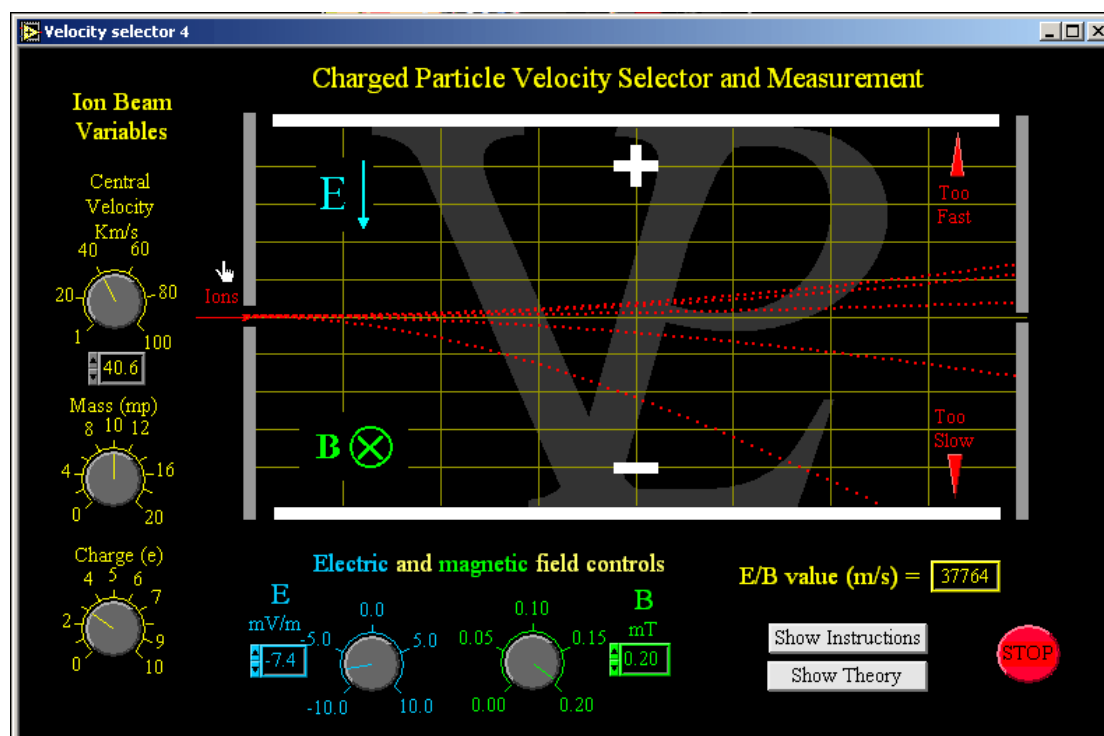 Velocity selector 4
Charged Particle Velocity Selector and Measurement
Ion Beam
Variables
Central
Velocity
Km/s
40 60
20 80
1 100
40.6
Mass (mp)
8 10 12
4 16
0 20
Charge (e)
4 5 6
7
2 9
0 10
E
B
+
−
Ions
Too
Fast
Too
Slow
Electric and magnetic field controls
E
mV/m
-7.4
0.0
-5.0 5.0
-10.0 10.0
0.10
0.05 0.15
0.00 0.20
B
mT
0.20
E/B value (m/s) = 37764
Show Instructions
Show Theory
STOP
VPL